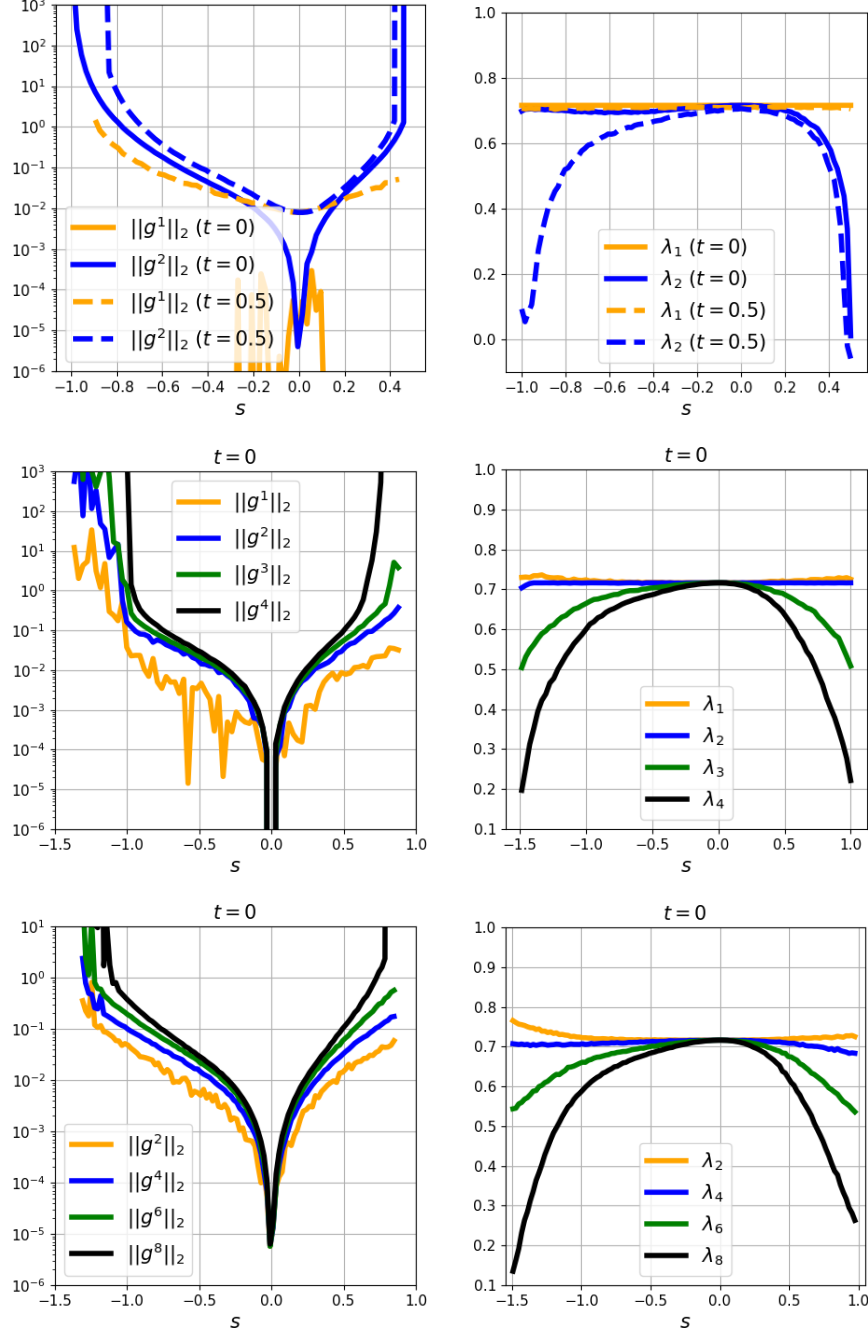 10³
10²
10¹
10⁰
10⁻¹
10⁻²
10⁻³
10⁻⁴
10⁻⁵
10⁻⁶
||g¹||₂ (t = 0)
||g²||₂ (t = 0)
||g¹||₂ (t = 0.5)
||g²||₂ (t = 0.5)
−1.0 −0.8 −0.6 −0.4 −0.2 0.0 0.2 0.4
s
1.0
0.8
0.6
0.4
0.2
0.0
λ₁ (t = 0)
λ₂ (t = 0)
λ₁ (t = 0.5)
λ₂ (t = 0.5)
−1.0 −0.8 −0.6 −0.4 −0.2 0.0 0.2 0.4
s
t = 0
10³
10²
10¹
10⁰
10⁻¹
10⁻²
10⁻³
10⁻⁴
10⁻⁵
10⁻⁶
||g¹||₂
||g²||₂
||g³||₂
||g⁴||₂
−1.5 −1.0 −0.5 0.0 0.5 1.0
s
t = 0
1.0
0.9
0.8
0.7
0.6
0.5
0.4
0.3
0.2
0.1
λ₁
λ₂
λ₃
λ₄
−1.5 −1.0 −0.5 0.0 0.5 1.0
s
t = 0
10¹
10⁰
10⁻¹
10⁻²
10⁻³
10⁻⁴
10⁻⁵
10⁻⁶
||g²||₂
||g⁴||₂
||g⁶||₂
||g⁸||₂
−1.5 −1.0 −0.5 0.0 0.5 1.0
s
t = 0
1.0
0.9
0.8
0.7
0.6
0.5
0.4
0.3
0.2
0.1
λ₂
λ₄
λ₆
λ₈
−1.5 −1.0 −0.5 0.0 0.5 1.0
s